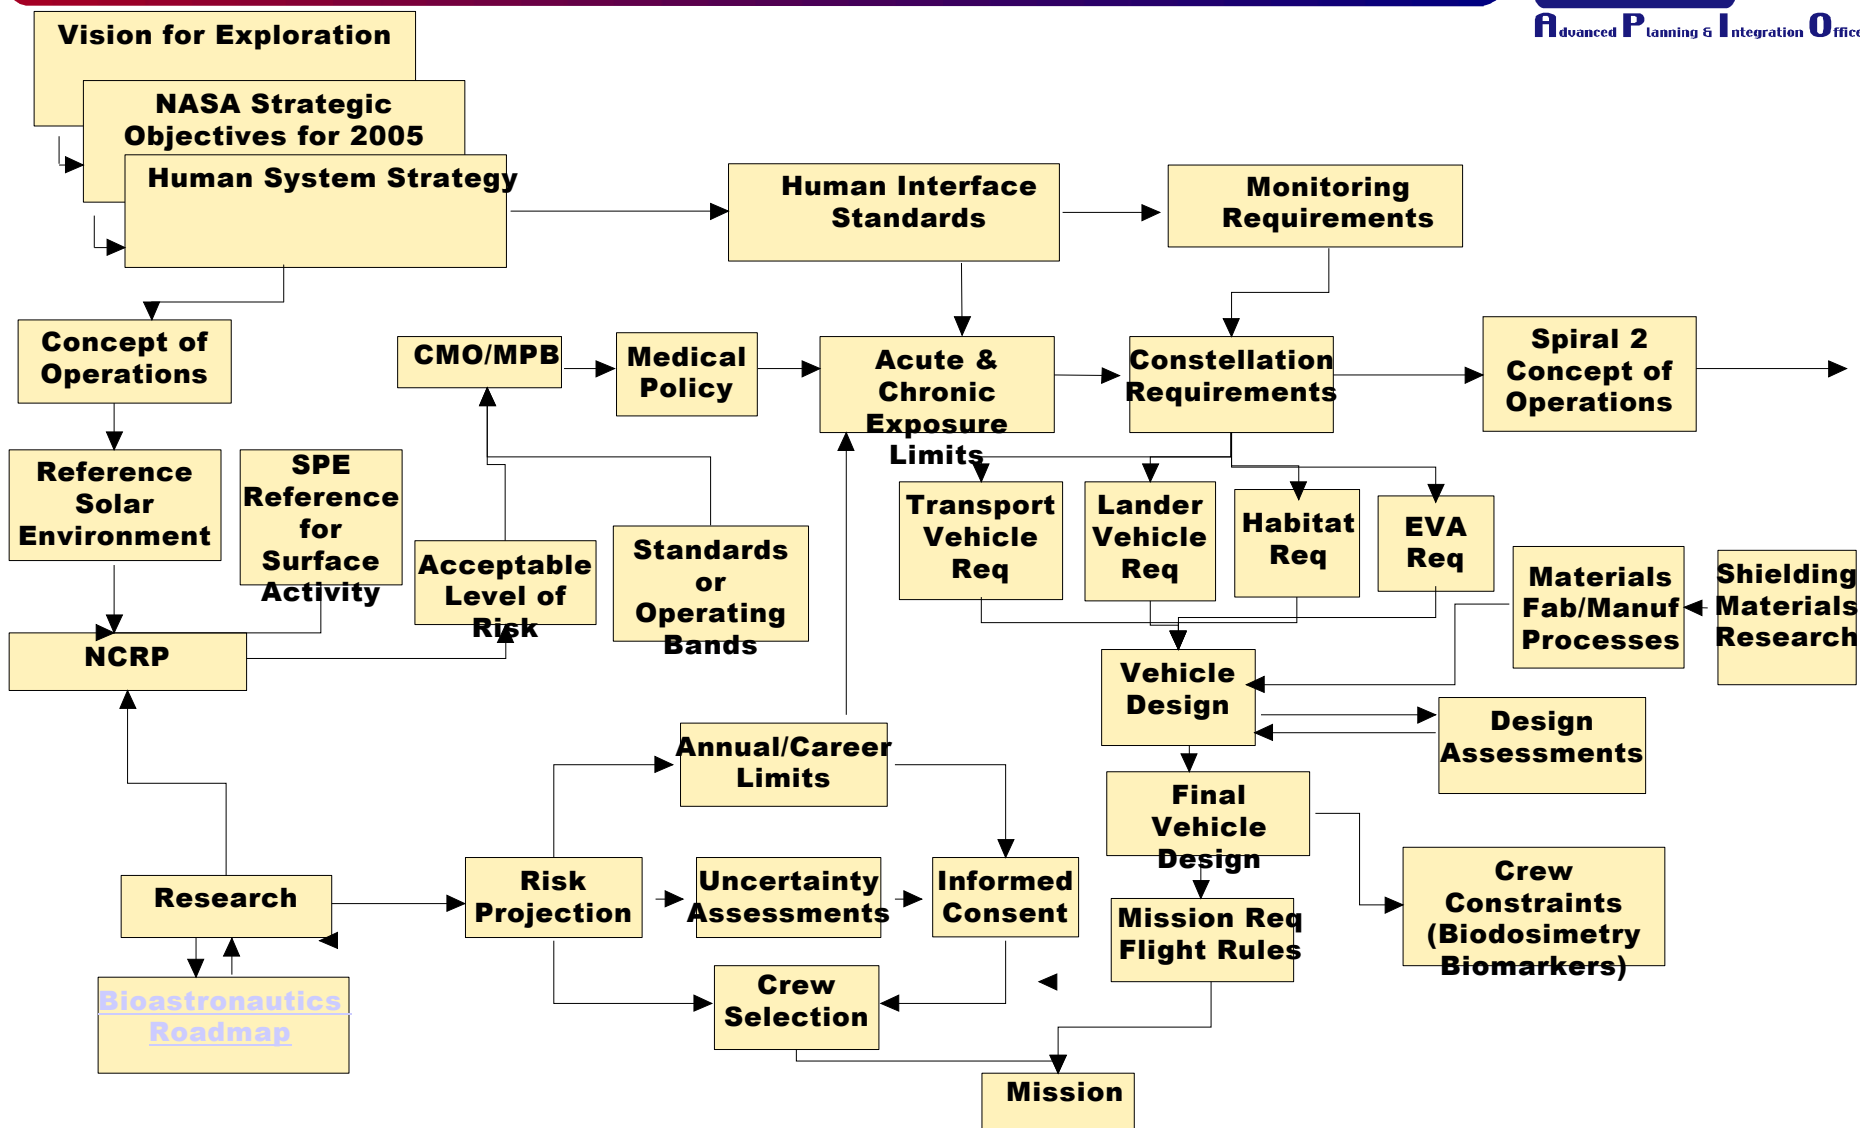 Advanced Planning & Integration Office
Vision for Exploration
NASA Strategic
Objectives for 2005
Human System Strategy
Human Interface
Standards
Monitoring
Requirements
Concept of
Operations
CMO/MPB
Medical
Policy
Acute &
Chronic
Exposure
Limits
Constellation
Requirements
Spiral 2
Concept of
Operations
Reference
Solar
Environment
SPE
Reference
for
Surface
Activity
Acceptable
Level of
Risk
Standards
or
Operating
Bands
Transport
Vehicle
Req
Lander
Vehicle
Req
Habitat
Req
EVA
Req
Materials
Fab/Manuf
Processes
Shielding
Materials
Research
NCRP
Vehicle
Design
Design
Assessments
Annual/Career
Limits
Final
Vehicle
Design
Research
Risk
Projection
Uncertainty
Assessments
Informed
Consent
Mission Req
Flight Rules
Crew
Constraints
(Biodosimetry
Biomarkers)
Bioastronautics
Roadmap
Crew
Selection
Mission